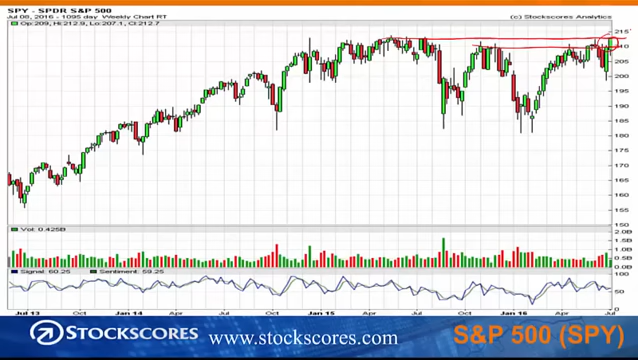 SPY - SPDR S&P 500
Jul 08, 2016 - 1095 day Weekly Chart RT
(c) Stockscores Analytics
Op: 209, Hi: 212.9, Lo: 207.1, Cl: 212.7
215
205
200
195
190
185
180
175
170
165
160
155
150
Vol: 0.425B
2.0B
1.5B
1.0B
0.5B
0.0B
Signal: 60.25 Sentiment: 59.25
100
80
60
40
20
0
Jul 13 Oct Jan 14 Apr Jul Oct Jan 15 Apr Jul Oct Jan 16 Apr Jul
STOCKSCORES www.stockscores.com S&P 500 (SPY)